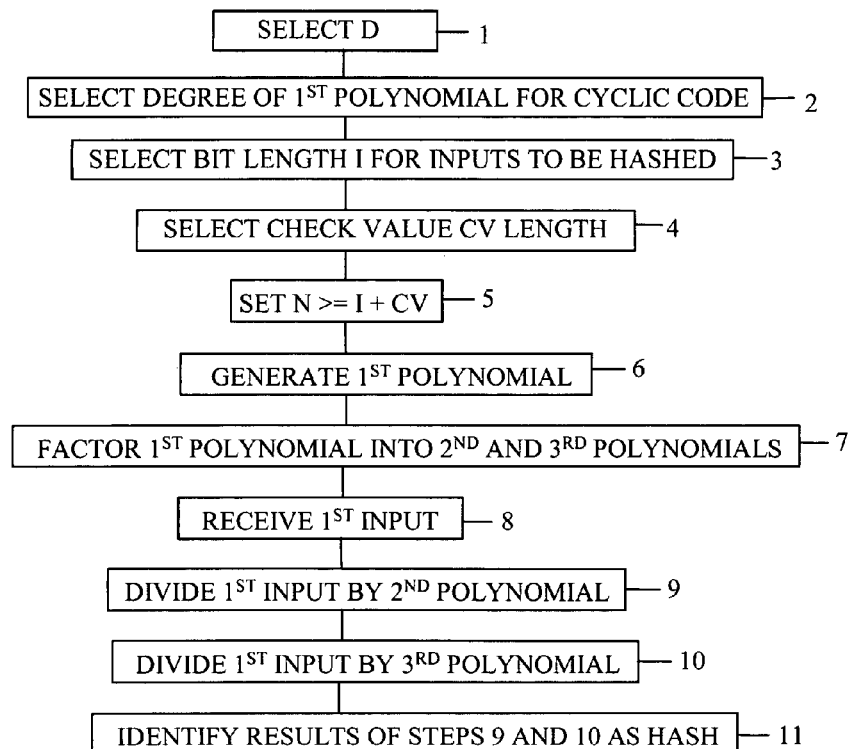 SELECT D 1
SELECT DEGREE OF 1ST POLYNOMIAL FOR CYCLIC CODE 2
SELECT BIT LENGTH I FOR INPUTS TO BE HASHED 3
SELECT CHECK VALUE CV LENGTH 4
SET N >= I + CV 5
GENERATE 1ST POLYNOMIAL 6
FACTOR 1ST POLYNOMIAL INTO 2ND AND 3RD POLYNOMIALS 7
RECEIVE 1ST INPUT 8
DIVIDE 1ST INPUT BY 2ND POLYNOMIAL 9
DIVIDE 1ST INPUT BY 3RD POLYNOMIAL 10
IDENTIFY RESULTS OF STEPS 9 AND 10 AS HASH 11